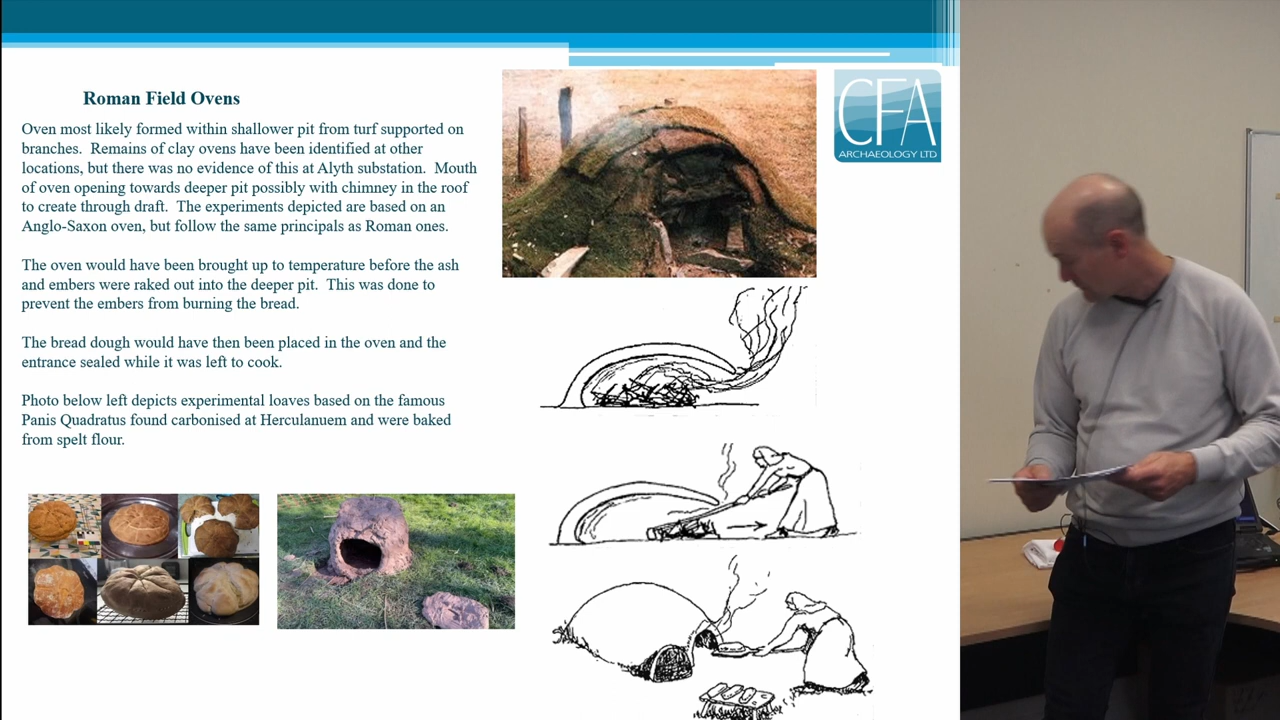 Roman Field Ovens
Oven most likely formed within shallower pit from turf supported on
branches.  Remains of clay ovens have been identified at other
locations, but there was no evidence of this at Alyth substation.  Mouth
of oven opening towards deeper pit possibly with chimney in the roof
to create through draft.  The experiments depicted are based on an
Anglo-Saxon oven, but follow the same principals as Roman ones.
The oven would have been brought up to temperature before the ash
and embers were raked out into the deeper pit.  This was done to
prevent the embers from burning the bread.
The bread dough would have then been placed in the oven and the
entrance sealed while it was left to cook.
Photo below left depicts experimental loaves based on the famous
Panis Quadratus found carbonised at Herculanuem and were baked
from spelt flour.
CFA
ARCHAEOLOGY LTD